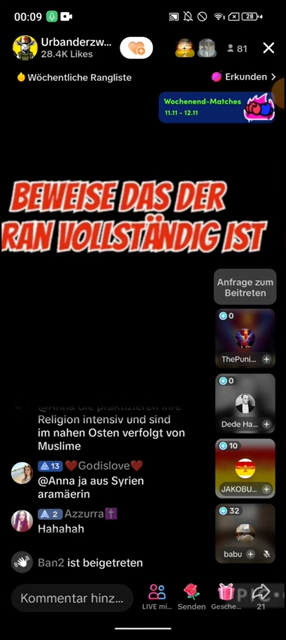 00:09
28
Urbanderzw...
28.4K Likes
81
Wöchentliche Rangliste
Erkunden >
Wochenend-Matches
11.11 - 12.11
BEWEISE DAS DER
RAN VOLLSTÄNDIG IST
Anfrage zum
Beitreten
0
ThePuni...
0
Dede Ha...
10
JAKOBU...
32
babu
Religion intensiv und sind
im nahen Osten verfolgt von
Muslime
13 ❤️Godislove❤️
@Anna ja aus Syrien
aramäerin
2 Azzurra✝️
Hahahah
Ban2 ist beigetreten
Kommentar hinz...
LIVE mi...
Senden
Gesche...
21